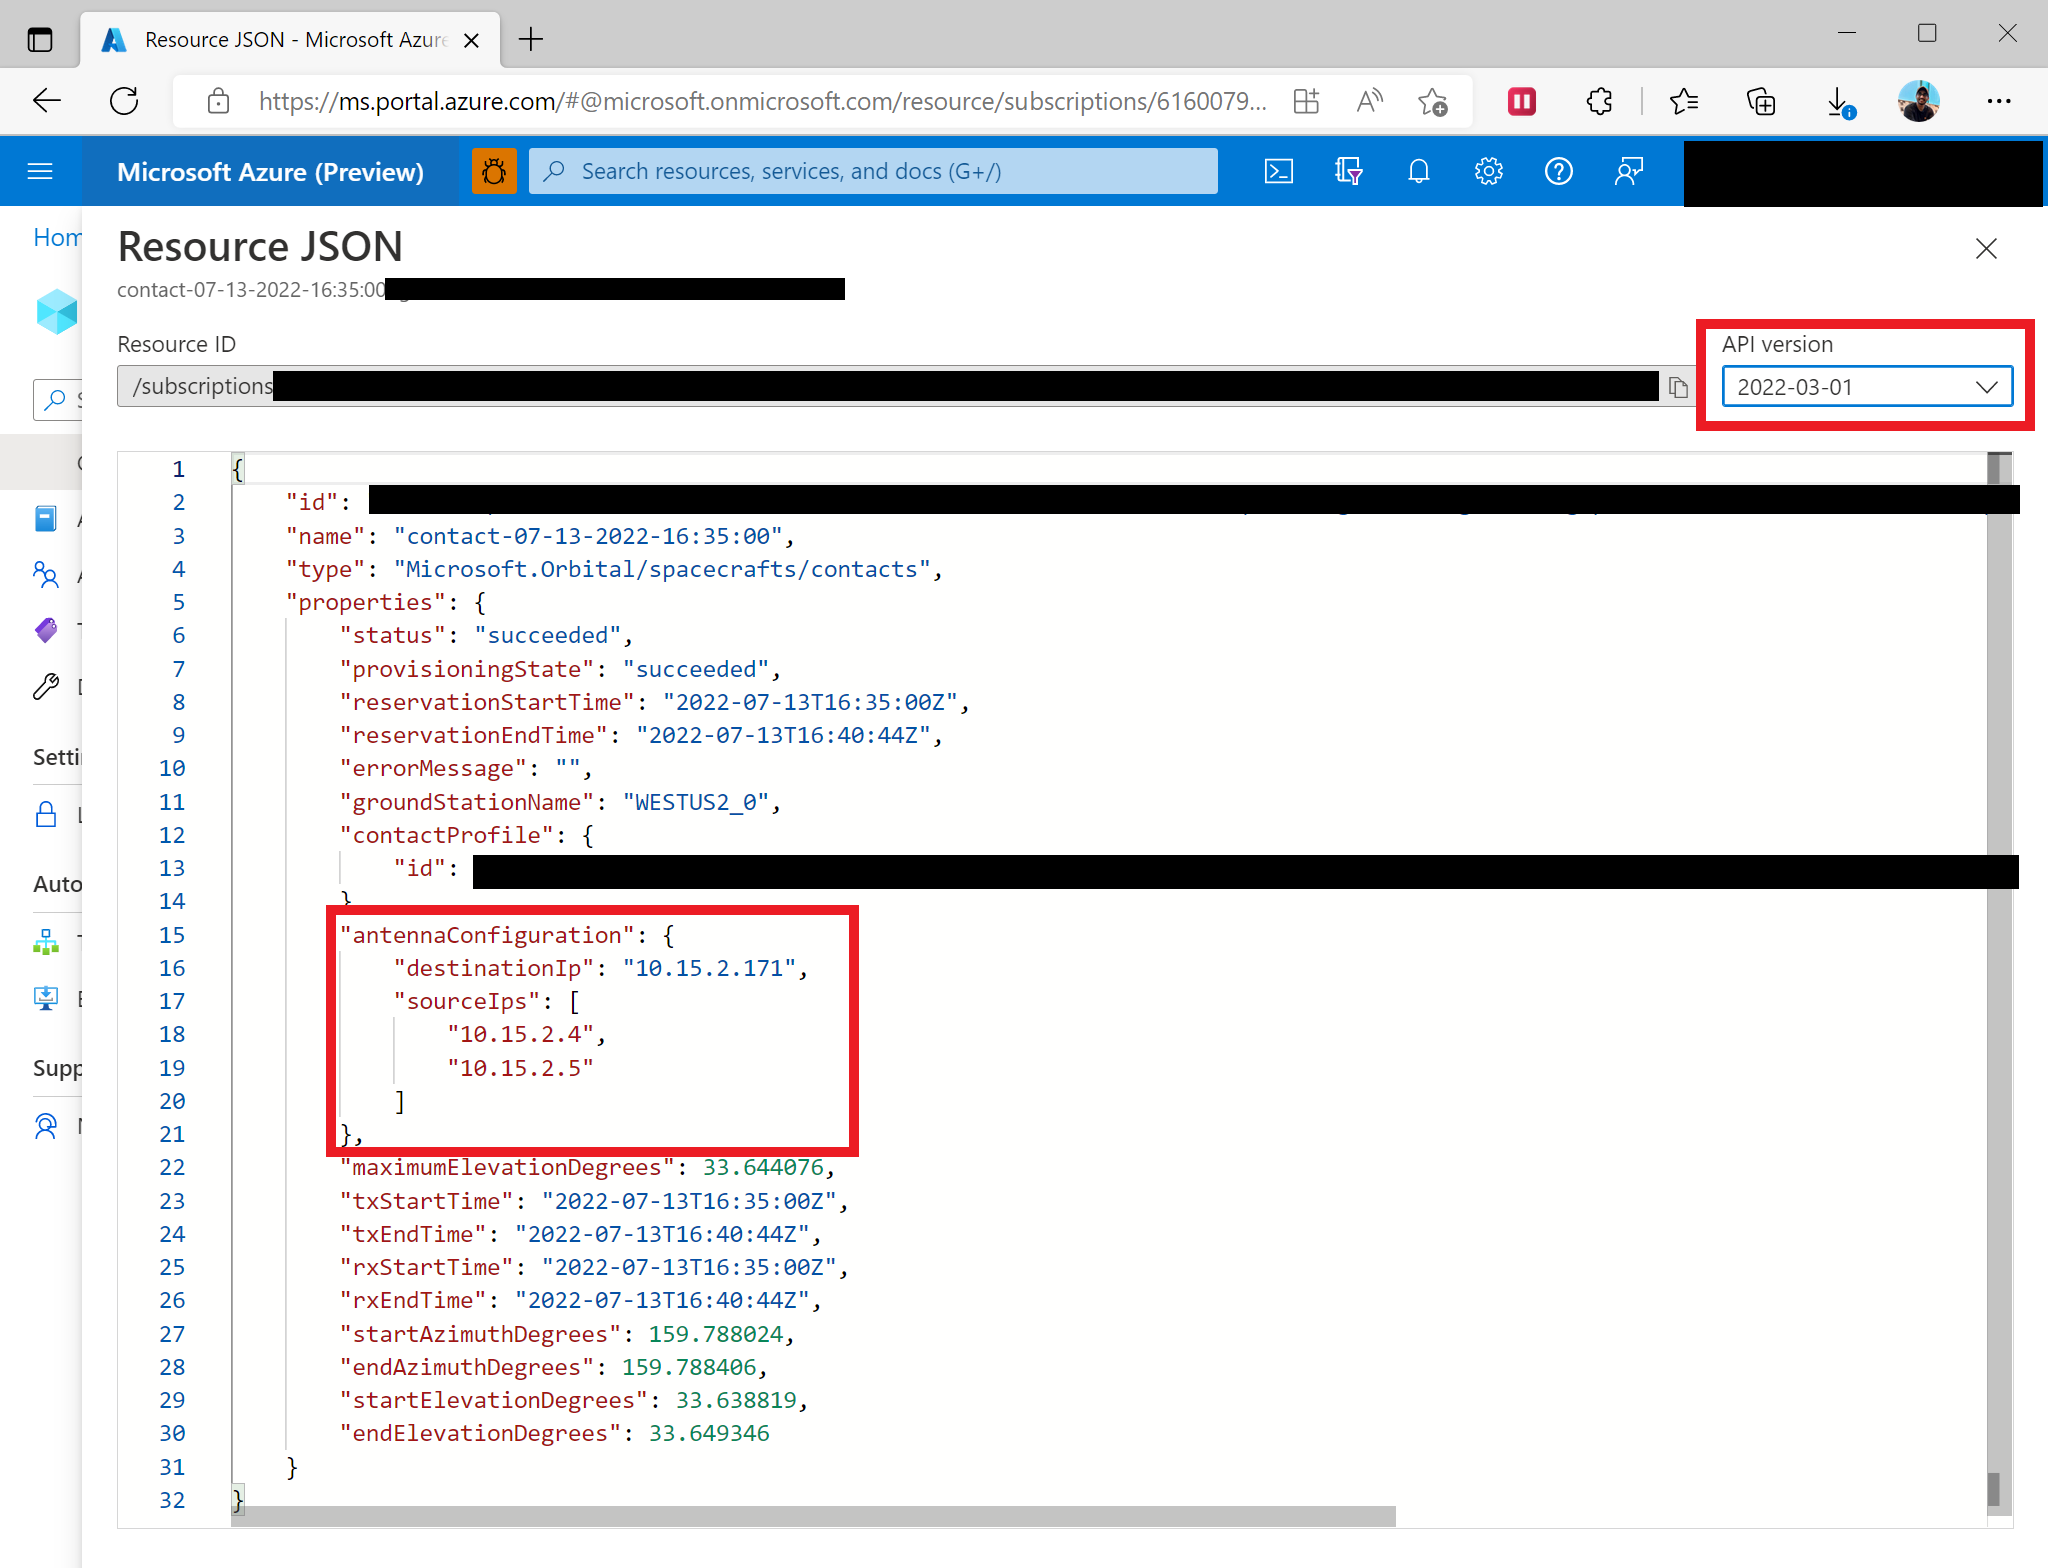 Resource JSON - Microsoft Azure
https://ms.portal.azure.com/#@microsoft.onmicrosoft.com/resource/subscriptions/6160079...
Microsoft Azure (Preview)
Search resources, services, and docs (G+/)
Hom
Resource JSON
contact-07-13-2022-16:35:00
Resource ID
/subscriptions
API version
2022-03-01
Setti
Auto
Supp
1 {
2 "id":
3 "name": "contact-07-13-2022-16:35:00",
4 "type": "Microsoft.Orbital/spacecrafts/contacts",
5 "properties": {
6 "status": "succeeded",
7 "provisioningState": "succeeded",
8 "reservationStartTime": "2022-07-13T16:35:00Z",
9 "reservationEndTime": "2022-07-13T16:40:44Z",
10 "errorMessage": "",
11 "groundStationName": "WESTUS2_0",
12 "contactProfile": {
13 "id":
14 }
15 "antennaConfiguration": {
16 "destinationIp": "10.15.2.171",
17 "sourceIps": [
18 "10.15.2.4",
19 "10.15.2.5"
20 ]
21 },
22 "maximumElevationDegrees": 33.644076,
23 "txStartTime": "2022-07-13T16:35:00Z",
24 "txEndTime": "2022-07-13T16:40:44Z",
25 "rxStartTime": "2022-07-13T16:35:00Z",
26 "rxEndTime": "2022-07-13T16:40:44Z",
27 "startAzimuthDegrees": 159.788024,
28 "endAzimuthDegrees": 159.788406,
29 "startElevationDegrees": 33.638819,
30 "endElevationDegrees": 33.649346
31 }
32 }